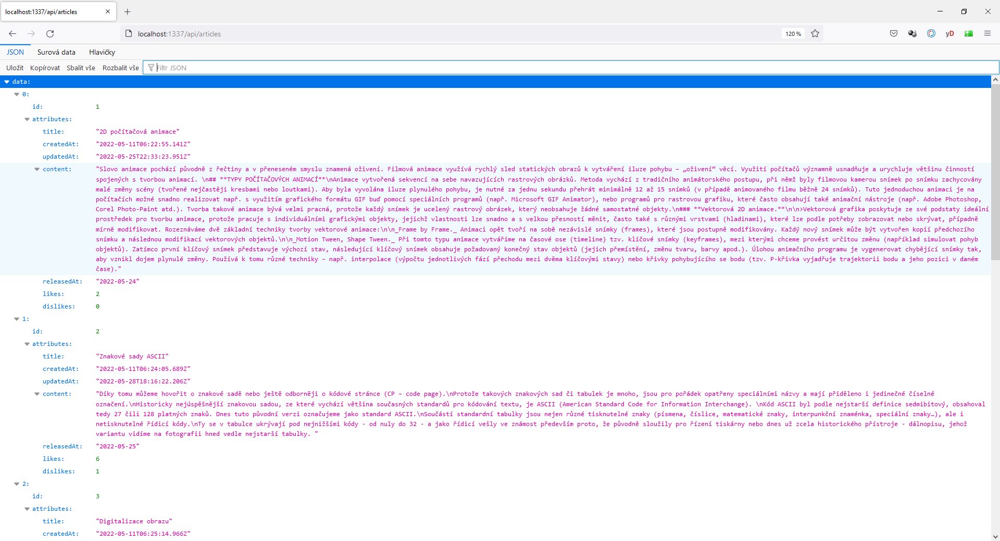 localhost:1337/api/articles
localhost:1337/api/articles
120 %
yD
JSON
Surová data
Hlavičky
Uložit
Kopírovat
Sbalit vše
Rozbalit vše
Filtr JSON
data:
0:
id: 1
attributes:
title: "2D počítačová animace"
createdAt: "2022-05-11T06:22:55.141Z"
updatedAt: "2022-05-25T22:33:23.951Z"
content: "Slovo animace pochází původně z řečtiny a v přeneseném smyslu znamená oživení. Filmová animace využívá rychlý sled statických obrazů k vytváření iluze pohybu – „oživení“ věcí. Využití počítačů významně usnadňuje a urychluje většinu činností
spojených s tvorbou animací. \n## **TYPY POČÍTAČOVÝCH ANIMACÍ**\nAnimace vytvořená sekvencí na sebe navazujících rastrových obrázků. Metoda vychází z tradičního animátorského postupu, při němž byly filmovou kamerou snímek po snímku zachycovány
malé změny scény (tvořené nejčastěji kresbami nebo loutkami). Aby byla vyvolána iluze plynulého pohybu, je nutné za jednu sekundu přehrát minimálně 12 až 15 snímků (v případě animovaného filmu běžně 24 snímků). Tuto jednoduchou animaci je na
počítačích možné snadno realizovat např. s využitím grafického formátu GIF buď pomocí speciálních programů (např. Microsoft GIF Animator), nebo programů pro rastrovou grafiku, které často obsahují také animační nástroje (např. Adobe Photoshop,
Corel Photo-Paint atd.). Tvorba takové animace bývá velmi pracná, protože každý snímek je ucelený rastrový obrázek, který neobsahuje žádné samostatné objekty.\n### **Vektorová 2D animace.**\n\n>Vektorová grafika poskytuje ze své podstaty ideální
prostředek pro tvorbu animace, protože pracuje s individuálními grafickými objekty, jejichž vlastnosti lze snadno a s velkou přesností měnit, často také s různými vrstvami (hladinami), které lze podle potřeby zobrazovat nebo skrývat, případně
mírně modifikovat. Rozeznáváme dvě základní techniky tvorby vektorové animace:\n\n_Frame by Frame._ Animaci opět tvoří na sobě nezávislé snímky (frames), které jsou postupně modifikovány. Každý nový snímek může být vytvořen kopií předchozího
snímku a následnou modifikací vektorových objektů.\n\n_Motion Tween, Shape Tween._ Při tomto typu animace vytváříme na časové ose (timeline) tzv. klíčové snímky (keyframes), mezi kterými chceme provést určitou změnu (například simulovat pohyb
objektů). Zatímco první klíčový snímek představuje výchozí stav, následující klíčový snímek obsahuje požadovaný konečný stav objektů (jejich přemístění, změnu tvaru, barvy apod.). Úlohou animačního programu je vygenerovat chybějící snímky tak,
aby vznikl dojem plynulé změny. Používá k tomu různé techniky – např. interpolace (výpočtu jednotlivých fází přechodu mezi dvěma klíčovými stavy) nebo křivky pohybujícího se bodu (tzv. P-křivka vyjadřuje trajektorii bodu a jeho pozici v daném
čase)."
releasedAt: "2022-05-24"
likes: 2
dislikes: 0
1:
id: 2
attributes:
title: "Znakové sady ASCII"
createdAt: "2022-05-11T06:24:05.689Z"
updatedAt: "2022-05-28T18:16:22.206Z"
content: "Díky tomu můžeme hovořit o znakové sadě nebo ještě odborněji o kódové stránce (CP – code page).\nProtože takových znakových sad či tabulek je mnoho, jsou pro pořádek opatřeny speciálními názvy a mají přiděleno i jedinečné číselné
označení.\nHistoricky nejúspěšnější znakovou sadou, ze které vychází většina současných standardů pro kódování textu, je ASCII (American Standard Code for Information Interchange). \nKód ASCII byl podle nejstarší definice sedmibitový, obsahoval
tedy 27 čili 128 platných znaků. Dnes tuto původní verzi označujeme jako standard ASCII.\nSoučástí standardní tabulky jsou nejen různé tisknutelné znaky (písmena, číslice, matematické znaky, interpunkční znaménka, speciální znaky…), ale i
netisknutelné řídicí kódy.\nTy se v tabulce ukrývají pod nejnižšími kódy - od nuly do 32 - a jako řídicí vešly ve známost především proto, že původně sloužily pro řízení tiskárny nebo dnes už zcela historického přístroje - dálnopisu, jehož
variantu vidíme na fotografii hned vedle nejstarší tabulky. "
releasedAt: "2022-05-25"
likes: 6
dislikes: 1
2:
id: 3
attributes:
title: "Digitalizace obrazu"
createdAt: "2022-05-11T06:25:14.966Z"